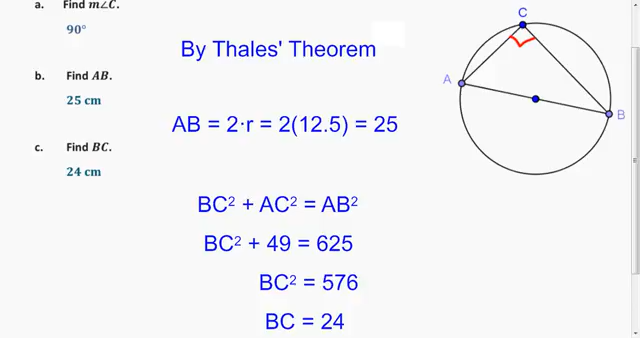 a. Find m∠C.
90°
By Thales' Theorem
b. Find AB.
25 cm
AB = 2·r = 2(12.5) = 25
c. Find BC.
24 cm
BC² + AC² = AB²
BC² + 49 = 625
BC² = 576
BC = 24
C
A
B